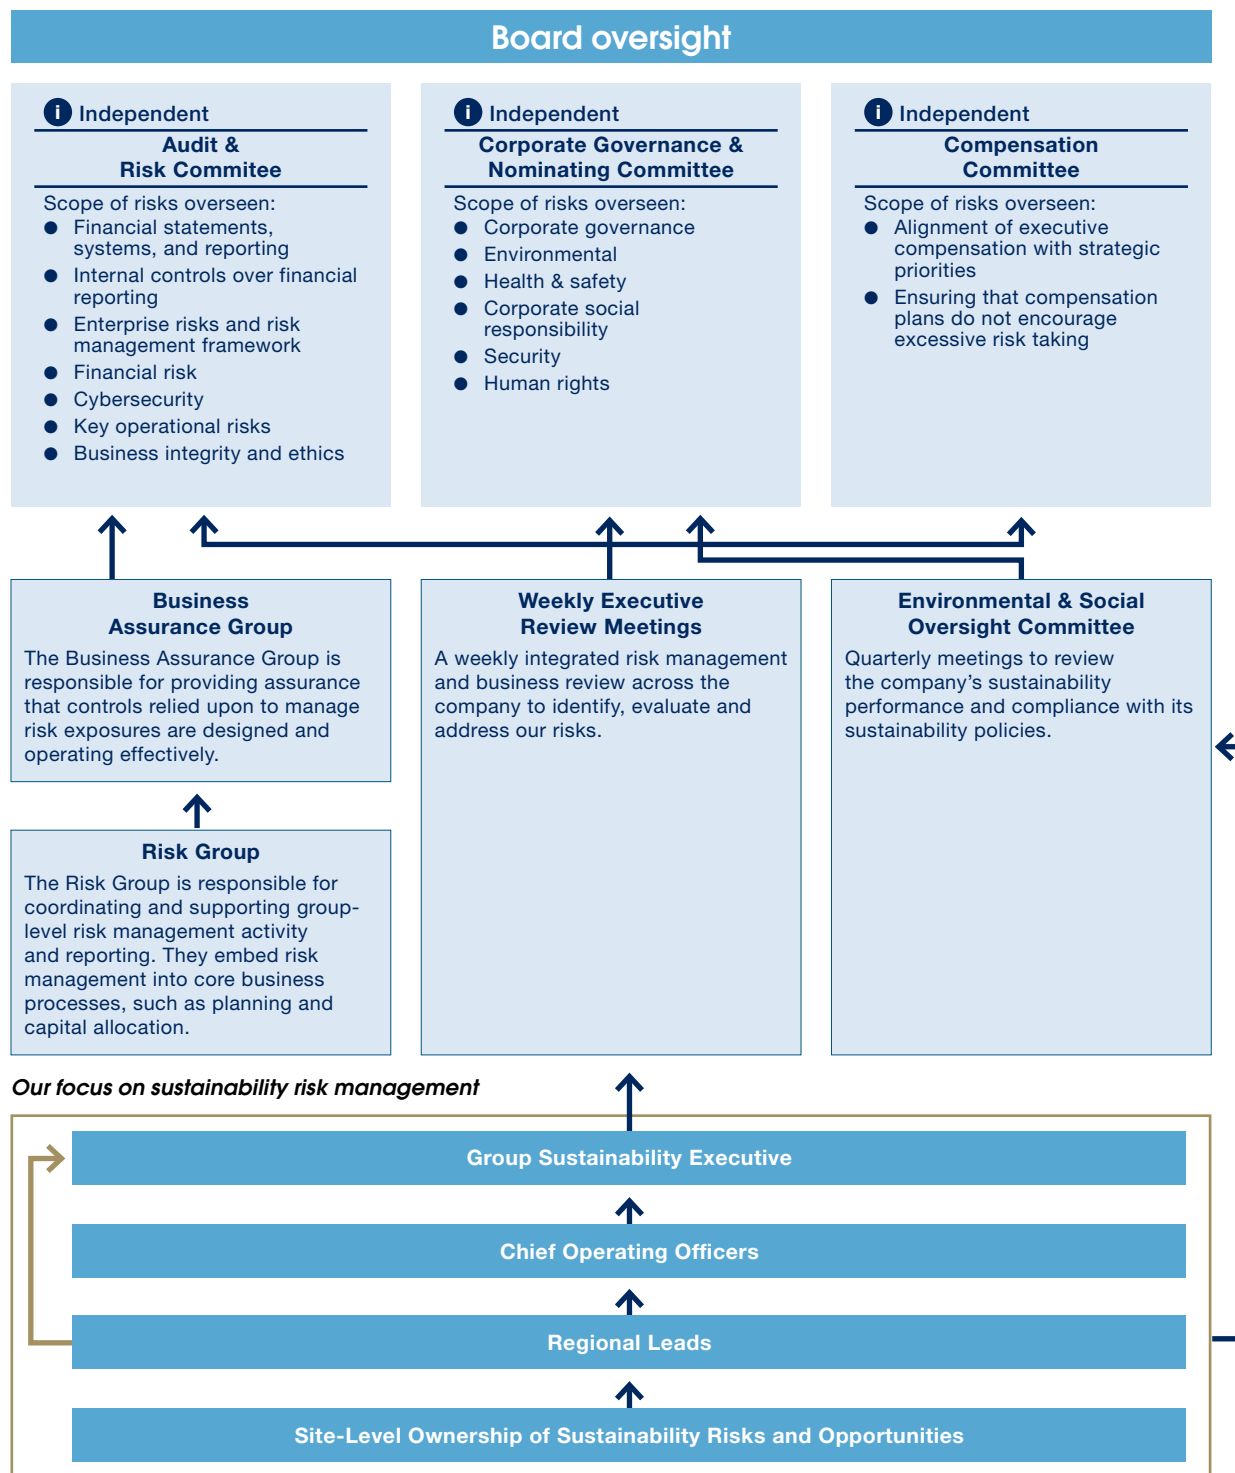 Board oversight
i Independent
Audit &
Risk Commitee
Scope of risks overseen:
● Financial statements,
systems, and reporting
● Internal controls over financial
reporting
● Enterprise risks and risk
management framework
● Financial risk
● Cybersecurity
● Key operational risks
● Business integrity and ethics
i Independent
Corporate Governance &
Nominating Committee
Scope of risks overseen:
● Corporate governance
● Environmental
● Health & safety
● Corporate social
responsibility
● Security
● Human rights
i Independent
Compensation
Committee
Scope of risks overseen:
● Alignment of executive
compensation with strategic
priorities
● Ensuring that compensation
plans do not encourage
excessive risk taking
Business
Assurance Group
The Business Assurance Group is
responsible for providing assurance
that controls relied upon to manage
risk exposures are designed and
operating effectively.
Risk Group
The Risk Group is responsible for
coordinating and supporting group-
level risk management activity
and reporting. They embed risk
management into core business
processes, such as planning and
capital allocation.
Weekly Executive
Review Meetings
A weekly integrated risk management
and business review across the
company to identify, evaluate and
address our risks.
Environmental & Social
Oversight Committee
Quarterly meetings to review
the company's sustainability
performance and compliance with its
sustainability policies.
Our focus on sustainability risk management
Group Sustainability Executive
Chief Operating Officers
Regional Leads
Site-Level Ownership of Sustainability Risks and Opportunities